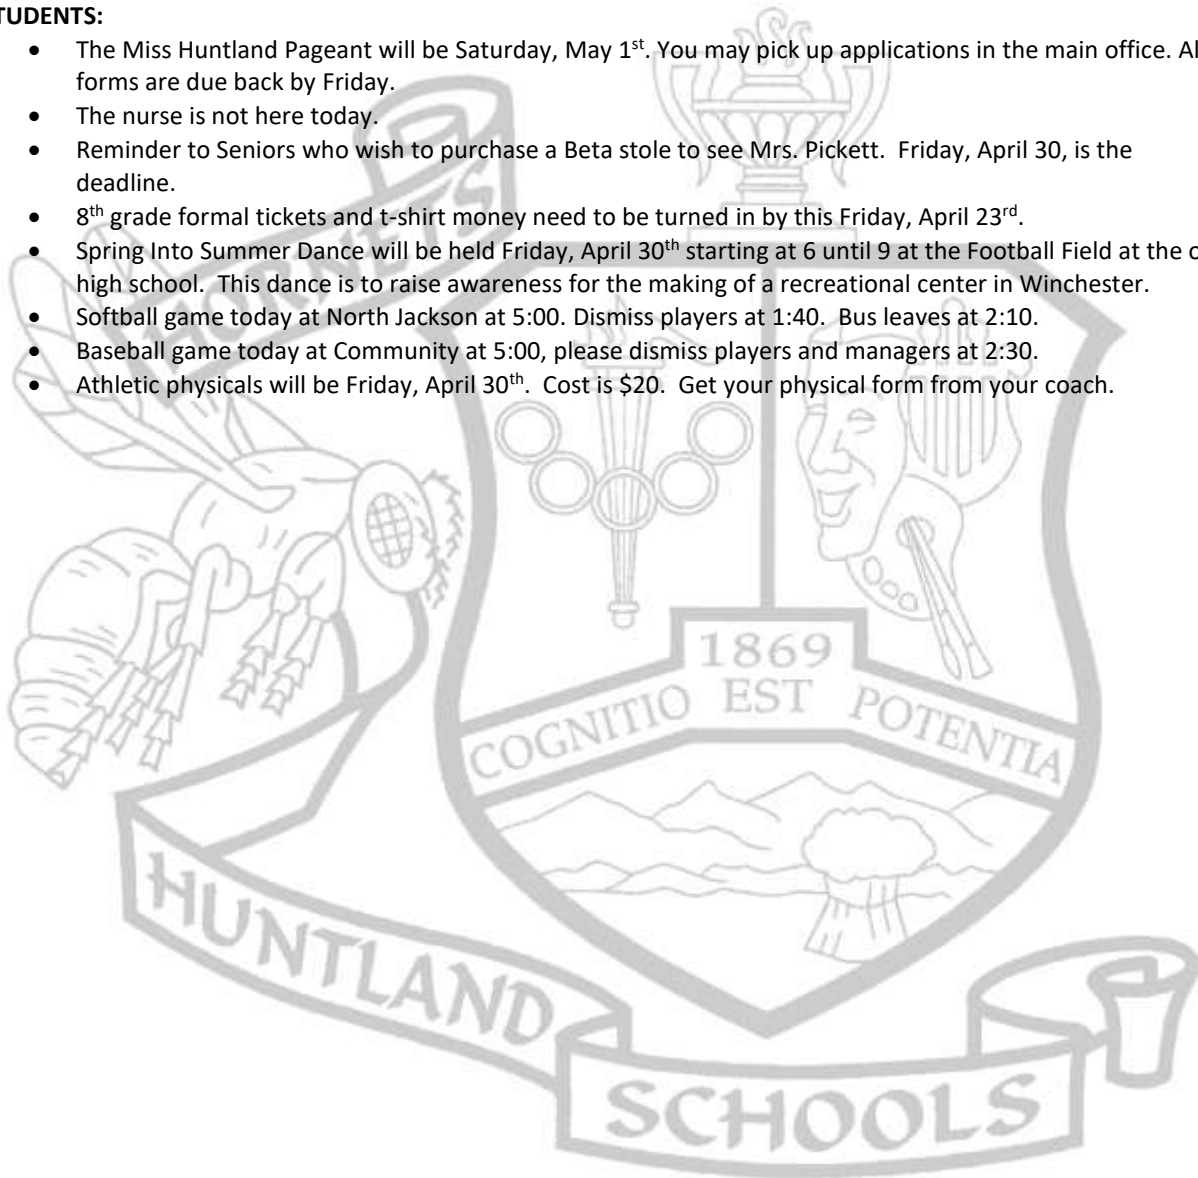 TUDENTS:
• The Miss Huntland Pageant will be Saturday, May 1st. You may pick up applications in the main office. Al
forms are due back by Friday.
• The nurse is not here today.
• Reminder to Seniors who wish to purchase a Beta stole to see Mrs. Pickett.  Friday, April 30, is the
deadline.
• 8th grade formal tickets and t-shirt money need to be turned in by this Friday, April 23rd.
• Spring Into Summer Dance will be held Friday, April 30th starting at 6 until 9 at the Football Field at the o
high school.  This dance is to raise awareness for the making of a recreational center in Winchester.
• Softball game today at North Jackson at 5:00. Dismiss players at 1:40.  Bus leaves at 2:10.
• Baseball game today at Community at 5:00, please dismiss players and managers at 2:30.
• Athletic physicals will be Friday, April 30th.  Cost is $20.  Get your physical form from your coach.
HORNETS
1869
COGNITIO EST POTENTIA
HUNTLAND
SCHOOLS